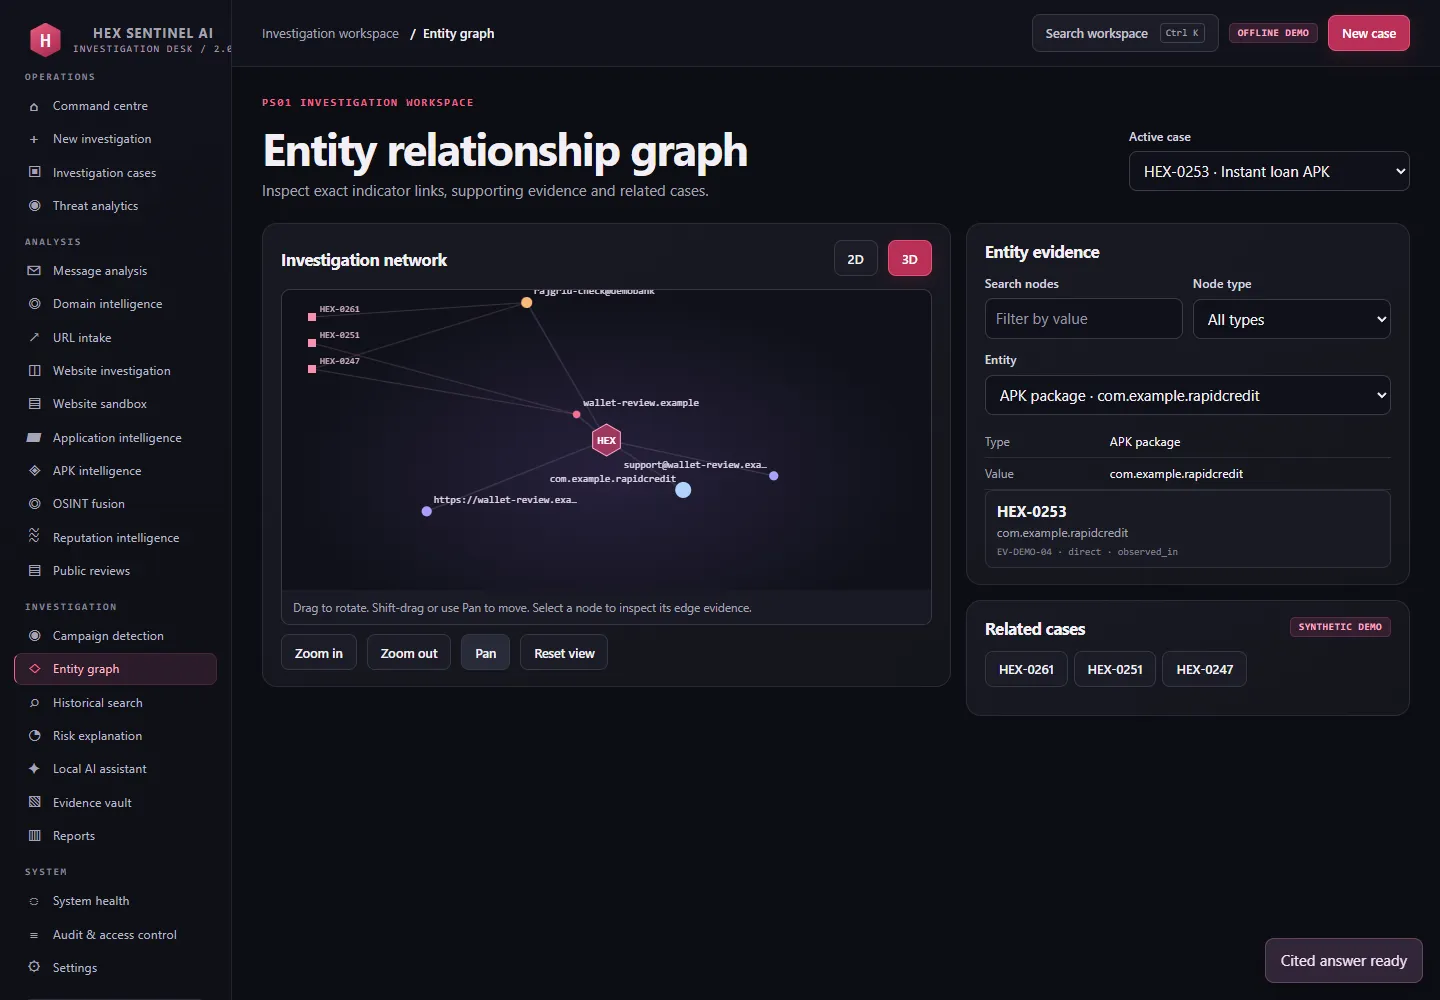 H
HEX SENTINEL AI
INVESTIGATION DESK / 2.0
OPERATIONS
Command centre
New investigation
Investigation cases
Threat analytics
ANALYSIS
Message analysis
Domain intelligence
URL intake
Website investigation
Website sandbox
Application intelligence
APK intelligence
OSINT fusion
Reputation intelligence
Public reviews
INVESTIGATION
Campaign detection
Entity graph
Historical search
Risk explanation
Local AI assistant
Evidence vault
Reports
SYSTEM
System health
Audit & access control
Settings
Investigation workspace / Entity graph
Search workspace Ctrl K
OFFLINE DEMO
New case
PS01 INVESTIGATION WORKSPACE
Entity relationship graph
Inspect exact indicator links, supporting evidence and related cases.
Active case
HEX-0253 · Instant loan APK
Investigation network
2D
3D
rajgrid-check@demobank
HEX-0261
HEX-0251
HEX-0247
wallet-review.example
HEX
support@wallet-review.exa…
com.example.rapidcredit
https://wallet-review.exa…
Drag to rotate. Shift-drag or use Pan to move. Select a node to inspect its edge evidence.
Zoom in
Zoom out
Pan
Reset view
Entity evidence
Search nodes
Node type
Filter by value
All types
Entity
APK package · com.example.rapidcredit
Type APK package
Value com.example.rapidcredit
HEX-0253
com.example.rapidcredit
EV-DEMO-04 · direct · observed_in
Related cases
SYNTHETIC DEMO
HEX-0261
HEX-0251
HEX-0247
Cited answer ready